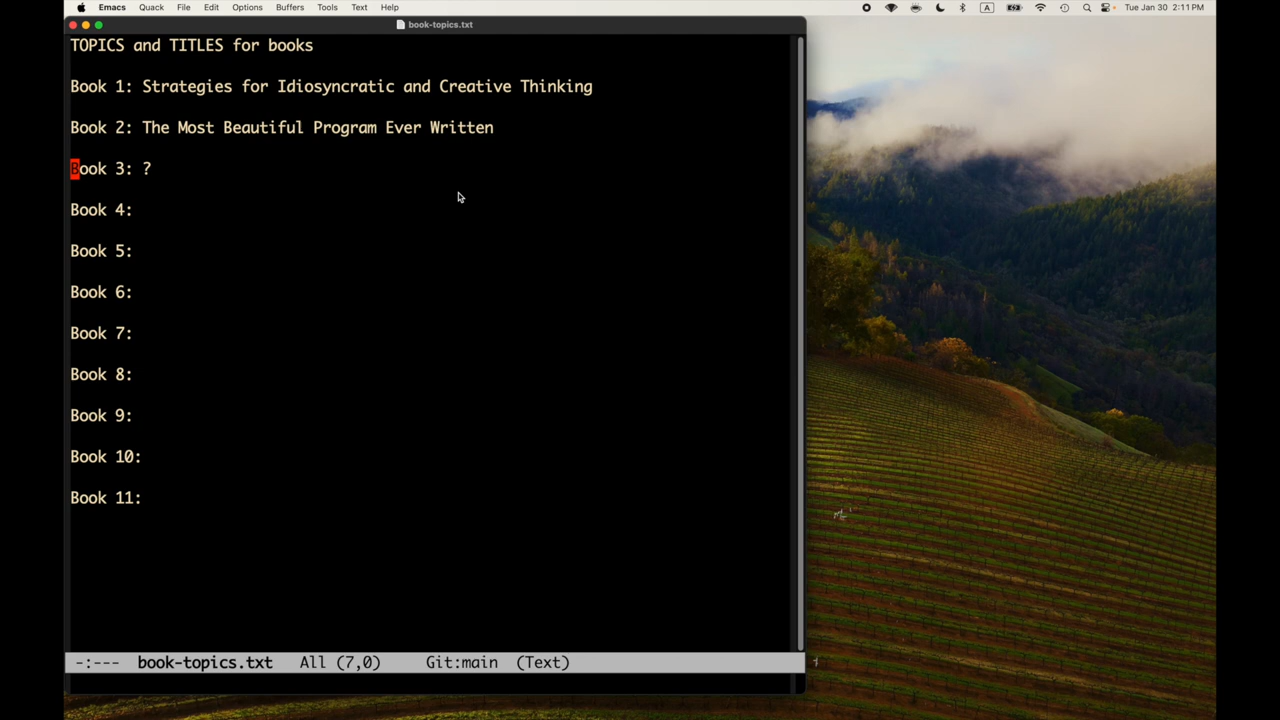 Emacs Quack File Edit Options Buffers Tools Text Help A Tue Jan 30 2:11 PM
book-topics.txt
TOPICS and TITLES for books
Book 1: Strategies for Idiosyncratic and Creative Thinking
Book 2: The Most Beautiful Program Ever Written
Book 3: ?
Book 4:
Book 5:
Book 6:
Book 7:
Book 8:
Book 9:
Book 10:
Book 11:
-:--- book-topics.txt All (7,0) Git:main (Text)